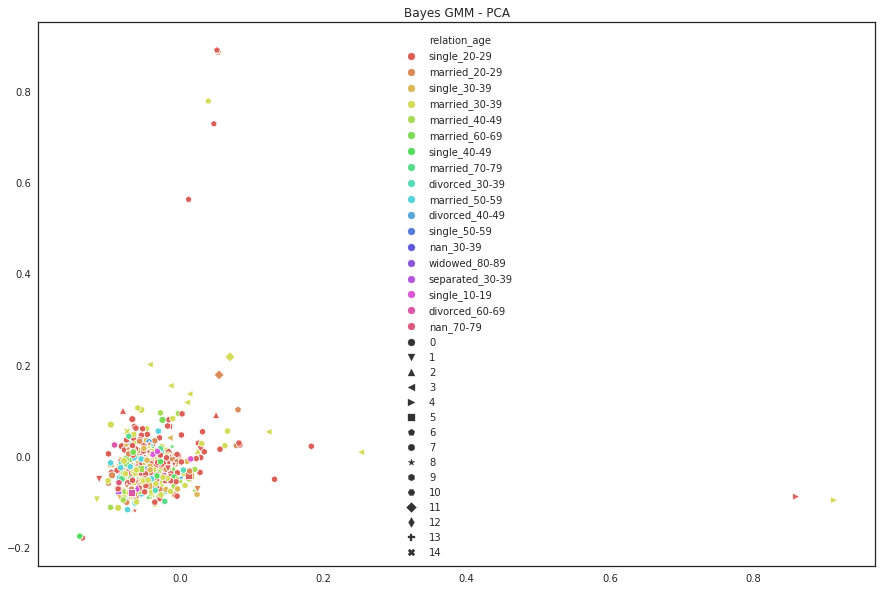 Bayes GMM - PCA
relation_age
single_20-29
married_20-29
single_30-39
married_30-39
married_40-49
married_60-69
single_40-49
married_70-79
divorced_30-39
married_50-59
divorced_40-49
single_50-59
nan_30-39
widowed_80-89
separated_30-39
single_10-19
divorced_60-69
nan_70-79
0
1
2
3
4
5
6
7
8
9
10
11
12
13
14
0.8
0.6
0.4
0.2
0.0
−0.2
0.0
0.2
0.4
0.6
0.8